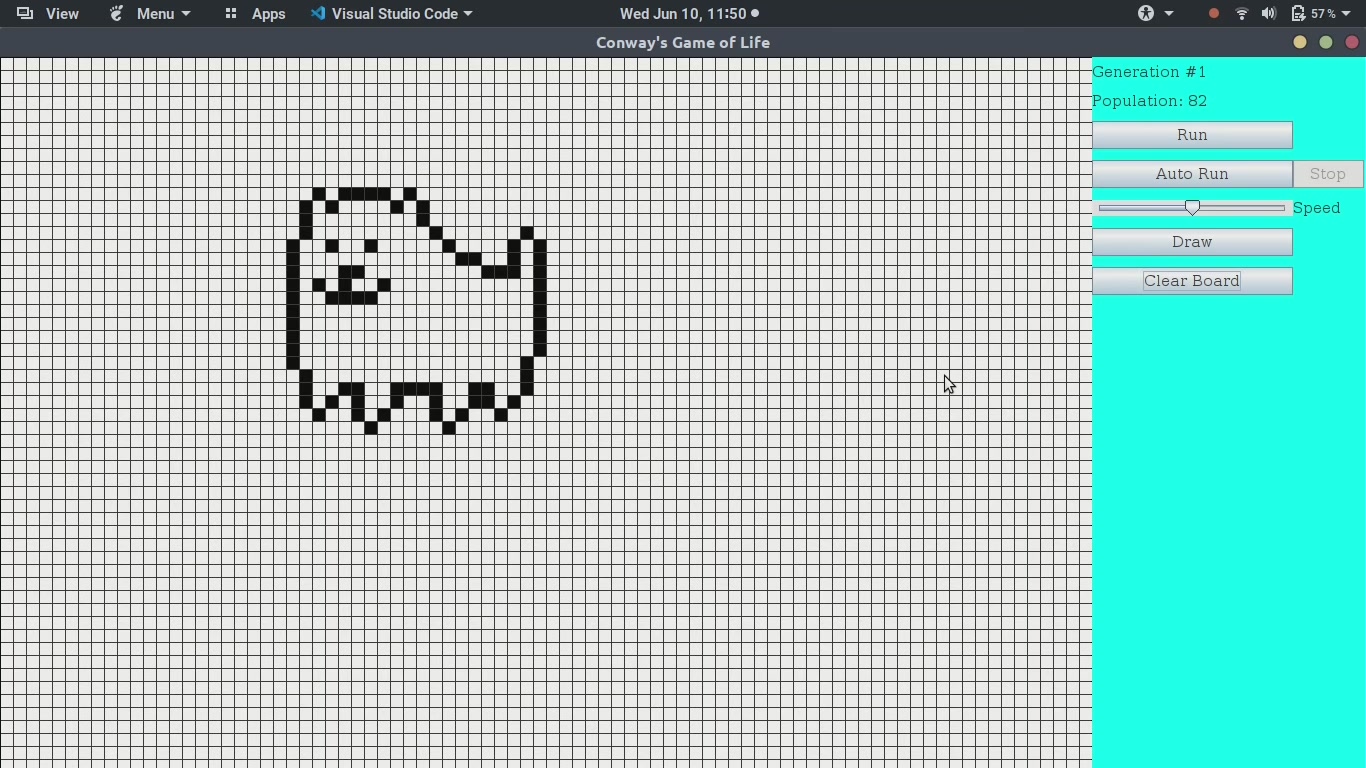 View Menu Apps Visual Studio Code Wed Jun 10, 11:50 57%
Conway's Game of Life
Generation #1
Population: 82
Run
Auto Run Stop
Speed
Draw
Clear Board